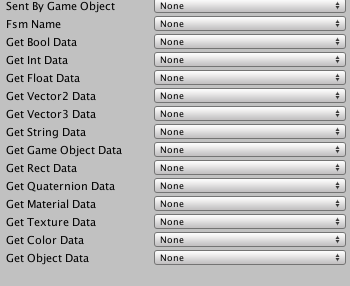 Sent By Game Object None
Fsm Name None
Get Bool Data None
Get Int Data None
Get Float Data None
Get Vector2 Data None
Get Vector3 Data None
Get String Data None
Get Game Object Data None
Get Rect Data None
Get Quaternion Data None
Get Material Data None
Get Texture Data None
Get Color Data None
Get Object Data None